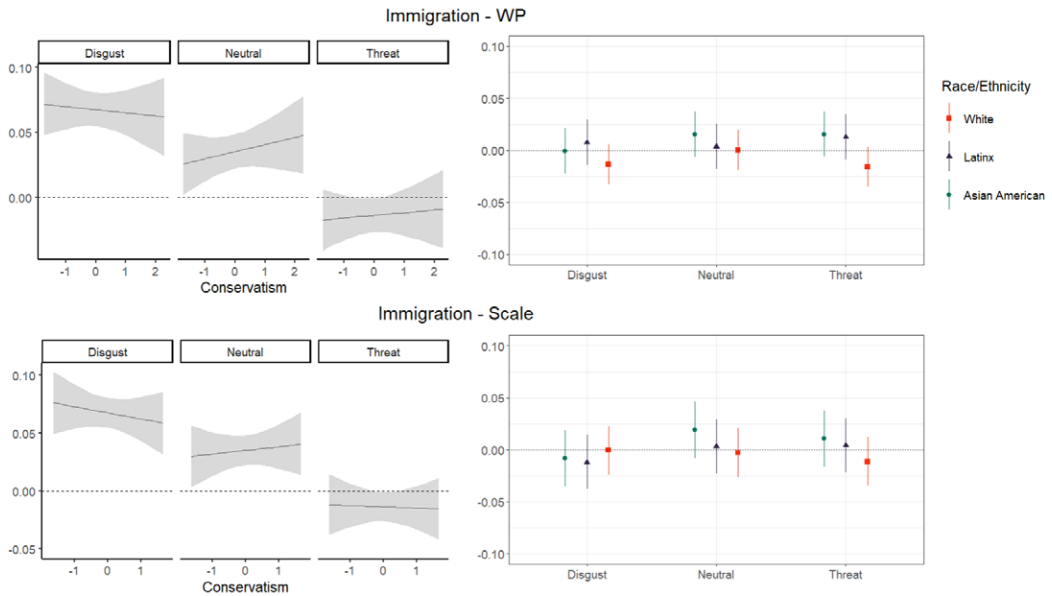 Immigration - WP
Disgust Neutral Threat
0.10
0.05
0.00
-1 0 1 2 -1 0 1 2 -1 0 1 2
Conservatism
0.10
0.05
0.00
-0.05
-0.10
Disgust Neutral Threat
Race/Ethnicity
White
Latinx
Asian American
Immigration - Scale
Disgust Neutral Threat
0.10
0.05
0.00
-0.05
-1 0 1 -1 0 1 -1 0 1
Conservatism
0.10
0.05
0.00
-0.05
-0.10
Disgust Neutral Threat